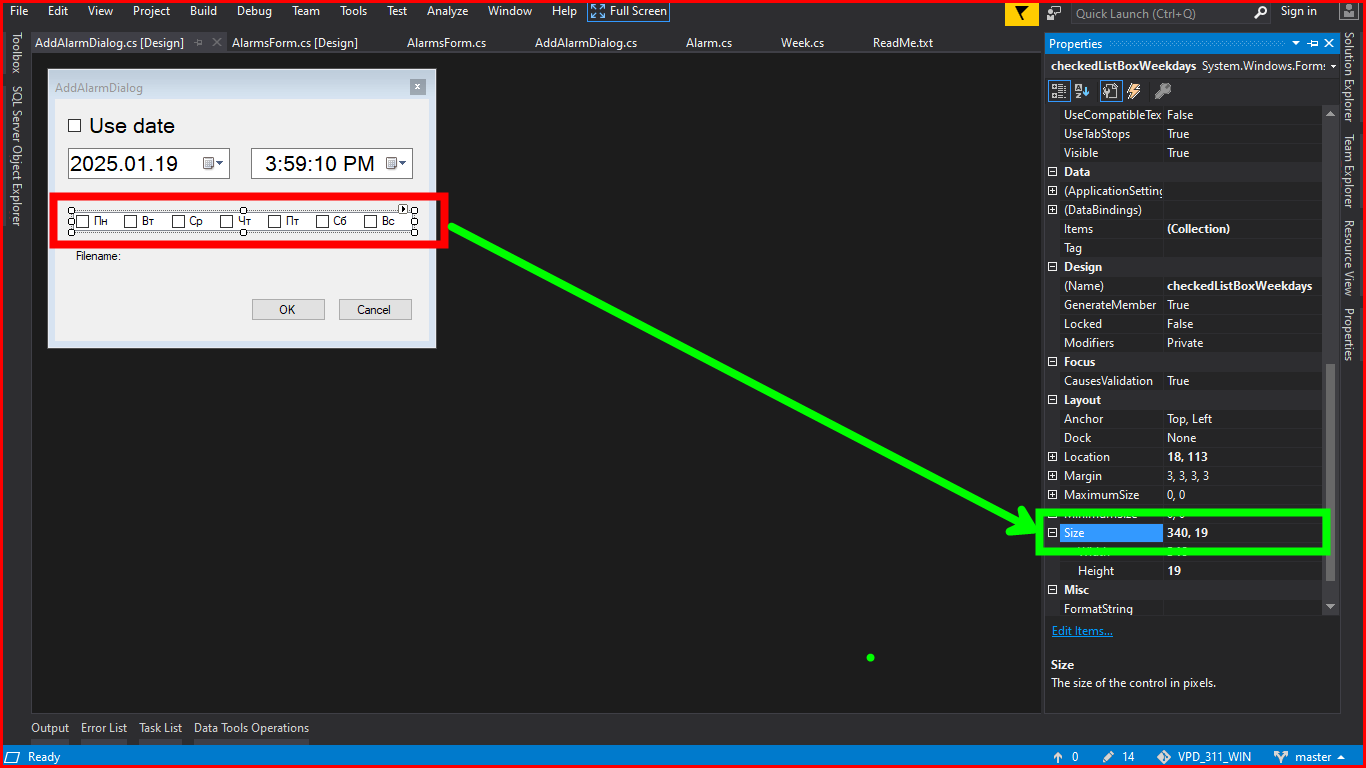 File Edit View Project Build Debug Team Tools Test Analyze Window Help Full Screen Quick Launch (Ctrl+Q) Sign in
AddAlarmDialog.cs [Design] AlarmsForm.cs [Design] AlarmsForm.cs AddAlarmDialog.cs Alarm.cs Week.cs ReadMe.txt
Toolbox
SQL Server Object Explorer
AddAlarmDialog
Use date
2025.01.19 3:59:10 PM
Пн Вт Ср Чт Пт Сб Вс
Filename:
OK Cancel
Properties
checkedListBoxWeekdays System.Windows.Forms
UseCompatibleTex False
UseTabStops True
Visible True
Data
(ApplicationSetting
(DataBindings)
Items (Collection)
Tag
Design
(Name) checkedListBoxWeekdays
GenerateMember True
Locked False
Modifiers Private
Focus
CausesValidation True
Layout
Anchor Top, Left
Dock None
Location 18, 113
Margin 3, 3, 3, 3
MaximumSize 0, 0
Size 340, 19
Height 19
Misc
FormatString
Edit Items...
Size
The size of the control in pixels.
Solution Explorer
Team Explorer
Resource View
Properties
Output Error List Task List Data Tools Operations
Ready 0 14 VPD_311_WIN master